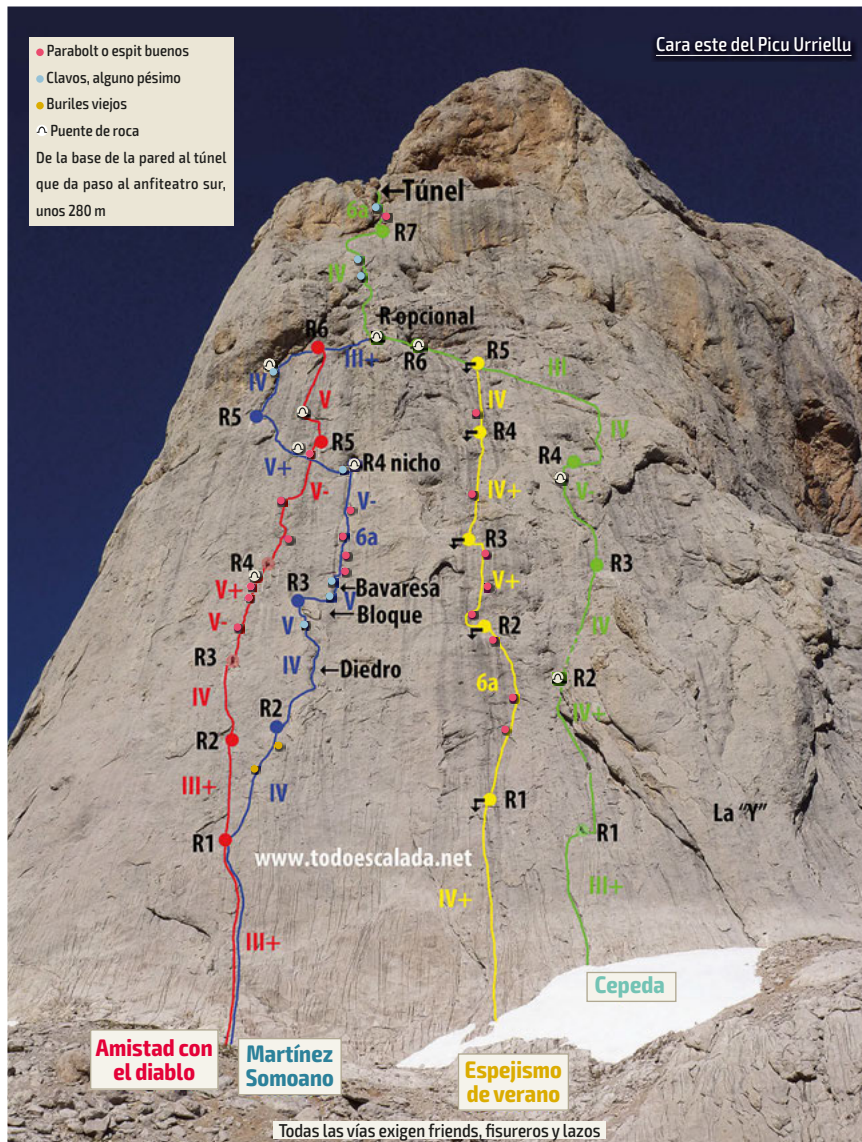 Parabolt o espit buenos
Clavos, alguno pésimo
Buriles viejos
Puente de roca
De la base de la pared al túnel
que da paso al anfiteatro sur,
unos 280 m
Cara este del Picu Urriellu
Túnel
6a
R7
IV
R opcional
R6
III+
R6
R5
III
IV
V
IV
R5
R5
R4
IV
V+
R4 nicho
R4
V-
V-
V-
IV+
6a
R3
R4
R3
V+
R3
Bavaresa
V+
V
Bloque
V
V-
R2
IV
IV
Diedro
R3
6a
R2
IV
IV+
R2
R2
III+
IV
R1
La "Y"
R1
R1
www.todoescalada.net
III+
IV+
III+
Cepeda
Amistad con
el diablo
Martínez
Somoano
Espejismo
de verano
Todas las vías exigen friends, fisureros y lazos